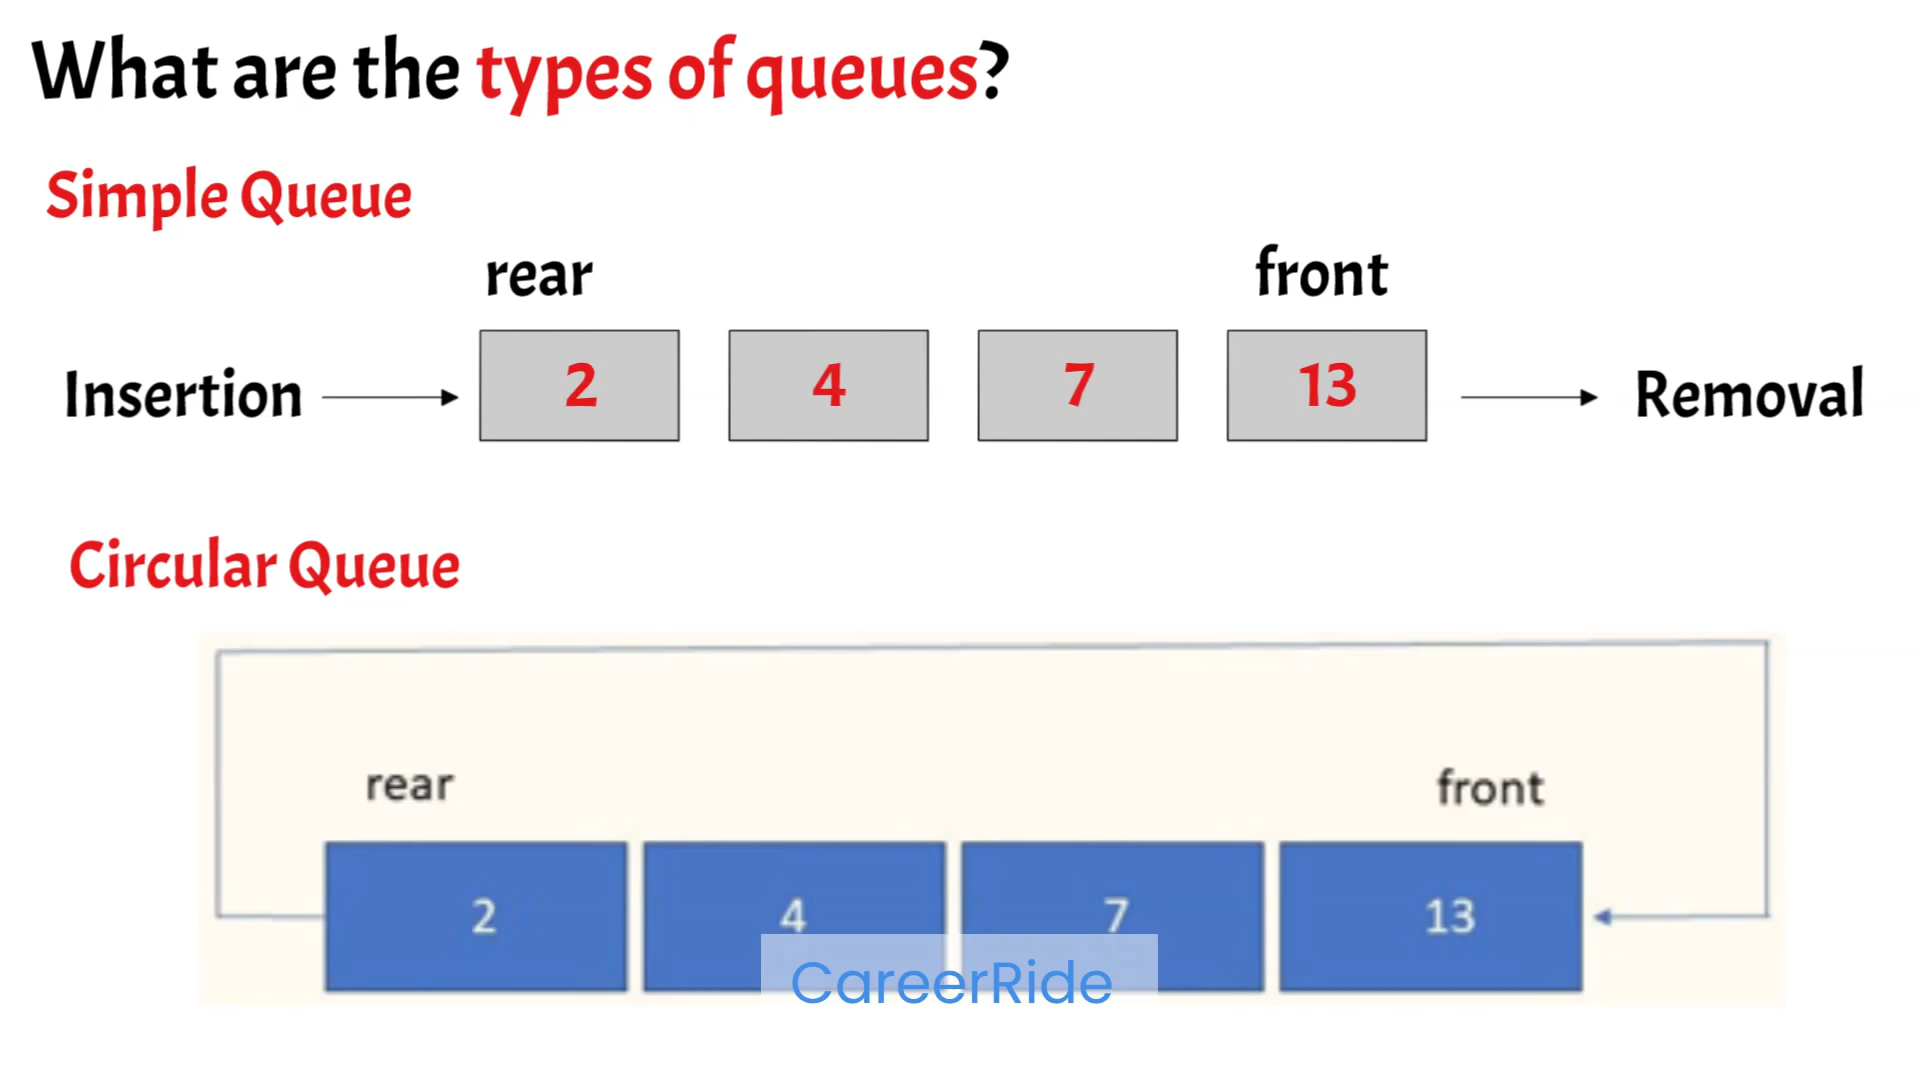 What are the types of queues?
Simple Queue
rear front
Insertion 2 4 7 13 Removal
Circular Queue
rear front
2 4 7 13
CareerRide